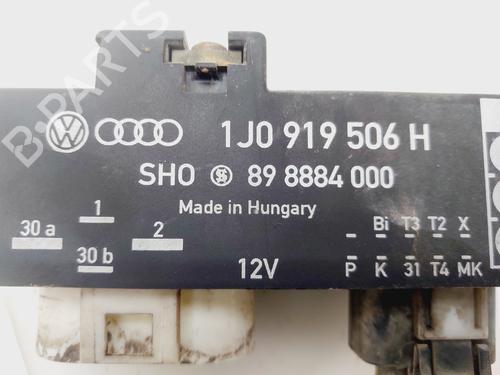 B-PARTS
1J0 919 506 H
SHO 89 8884 000
Made in Hungary
30 a 1 2
30 b
12V
Bi T3 T2 X
P K 31 T4 MK